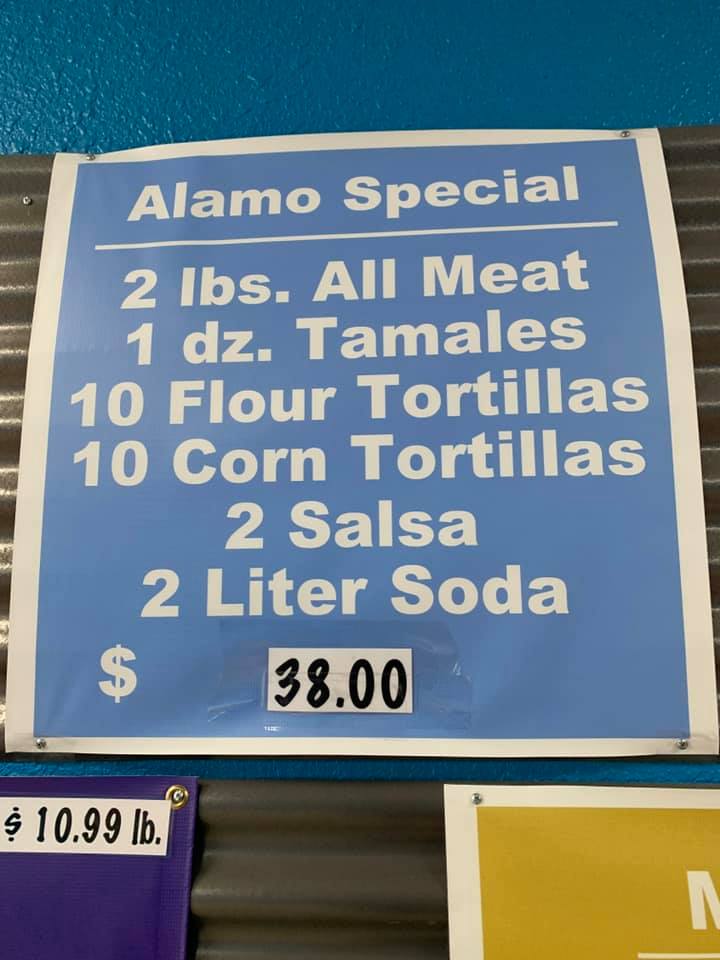 Alamo Special
2 lbs. All Meat
1 dz. Tamales
10 Flour Tortillas
10 Corn Tortillas
2 Salsa
2 Liter Soda
$ 38.00
$ 10.99 lb.